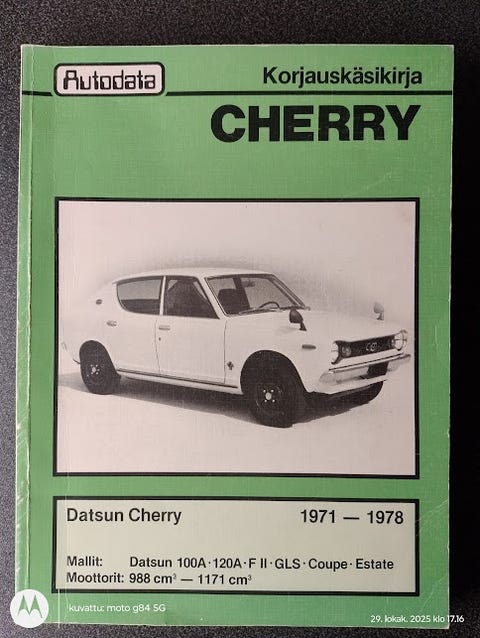 Autodata
Korjauskäsikirja
CHERRY
Datsun Cherry 1971 — 1978
Mallit: Datsun 100A · 120A · F II · GLS · Coupe · Estate
Moottorit: 988 cm³ — 1171 cm³
kuvattu: moto g84 5G
29. lokak. 2025 klo 17.16